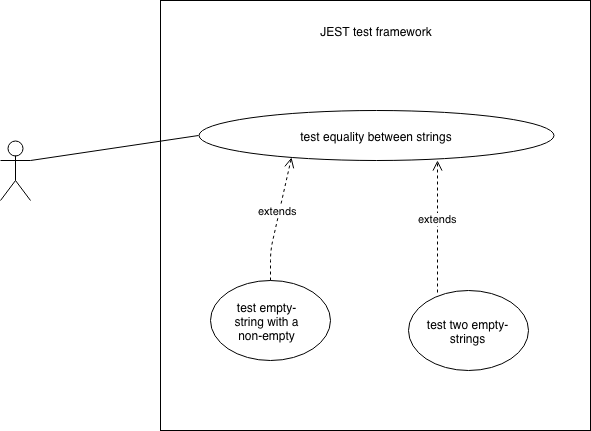 JEST test framework
test equality between strings
extends
extends
test empty-
string with a
non-empty
test two empty-
strings